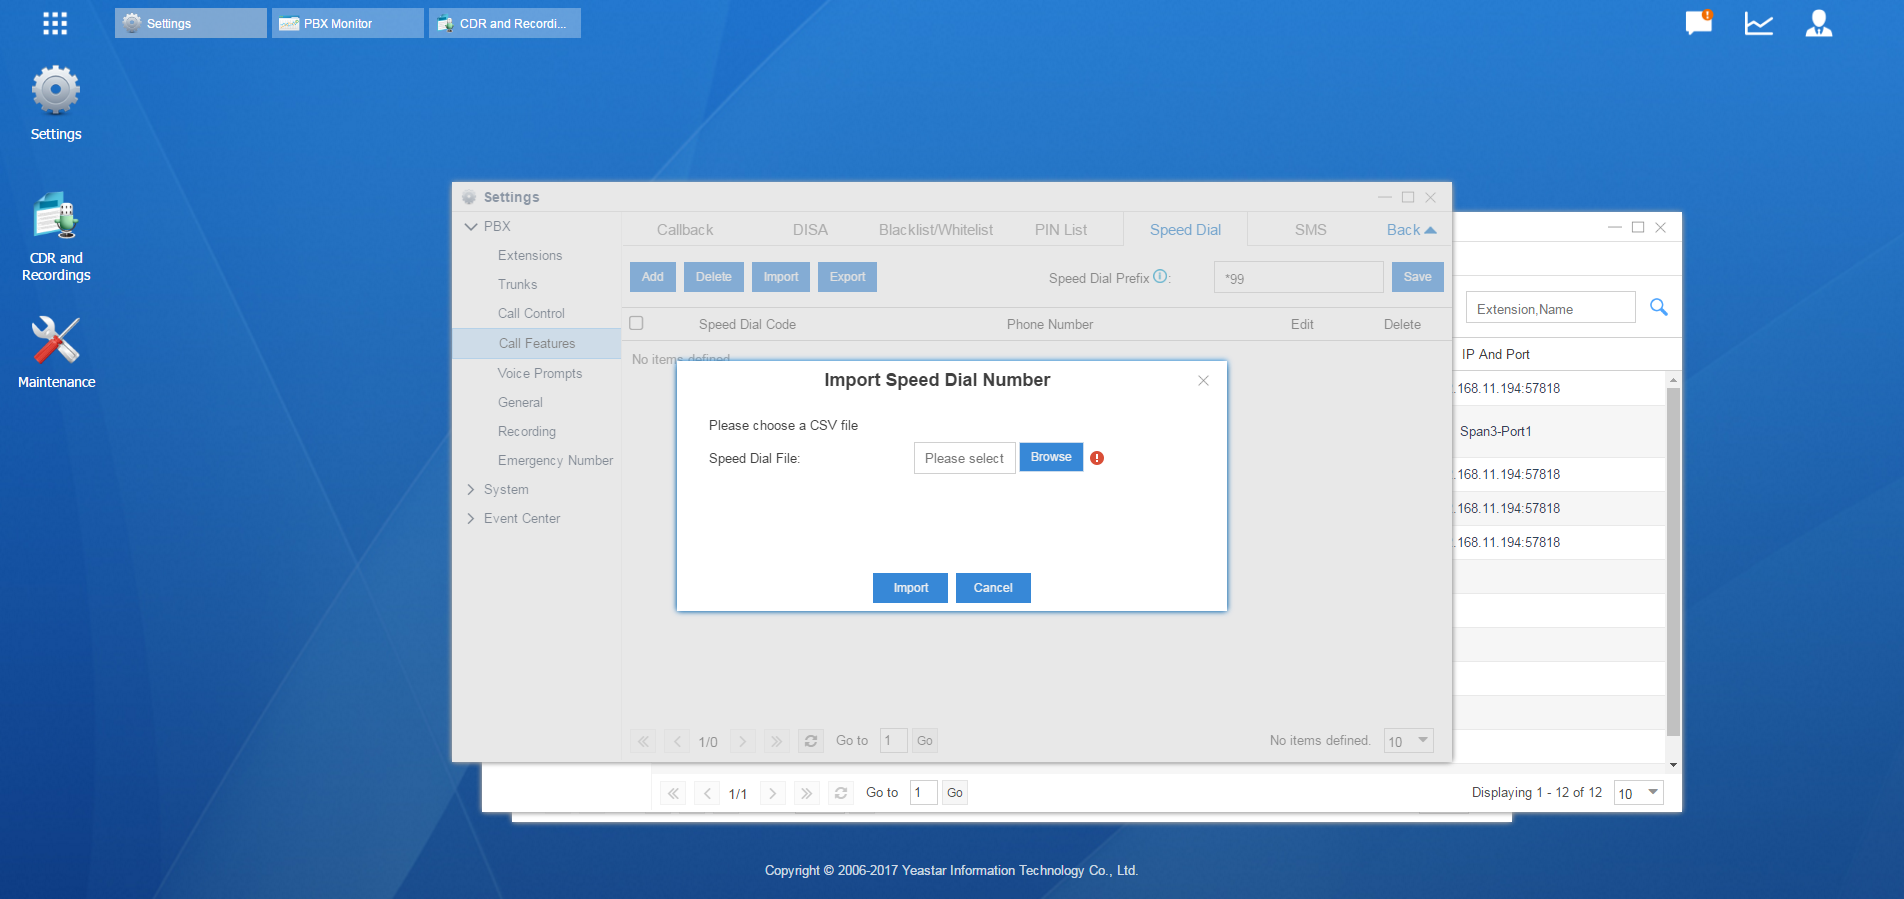 Settings
PBX Monitor
CDR and Recordi...
Settings
CDR and
Recordings
Maintenance
Settings
PBX
Extensions
Trunks
Call Control
Call Features
Voice Prompts
General
Recording
Emergency Number
System
Event Center
Callback
DISA
Blacklist/Whitelist
PIN List
Speed Dial
SMS
Back
Add
Delete
Import
Export
Speed Dial Prefix :
*99
Save
Speed Dial Code
Phone Number
Edit
Delete
No items defined.
Import Speed Dial Number
Please choose a CSV file
Speed Dial File:
Please select
Browse
Import
Cancel
1/0
Go to
1
Go
No items defined.
10
Extension,Name
IP And Port
.168.11.194:57818
Span3-Port1
.168.11.194:57818
.168.11.194:57818
.168.11.194:57818
1/1
Go to
1
Go
Displaying 1 - 12 of 12
10
Copyright © 2006-2017 Yeastar Information Technology Co., Ltd.